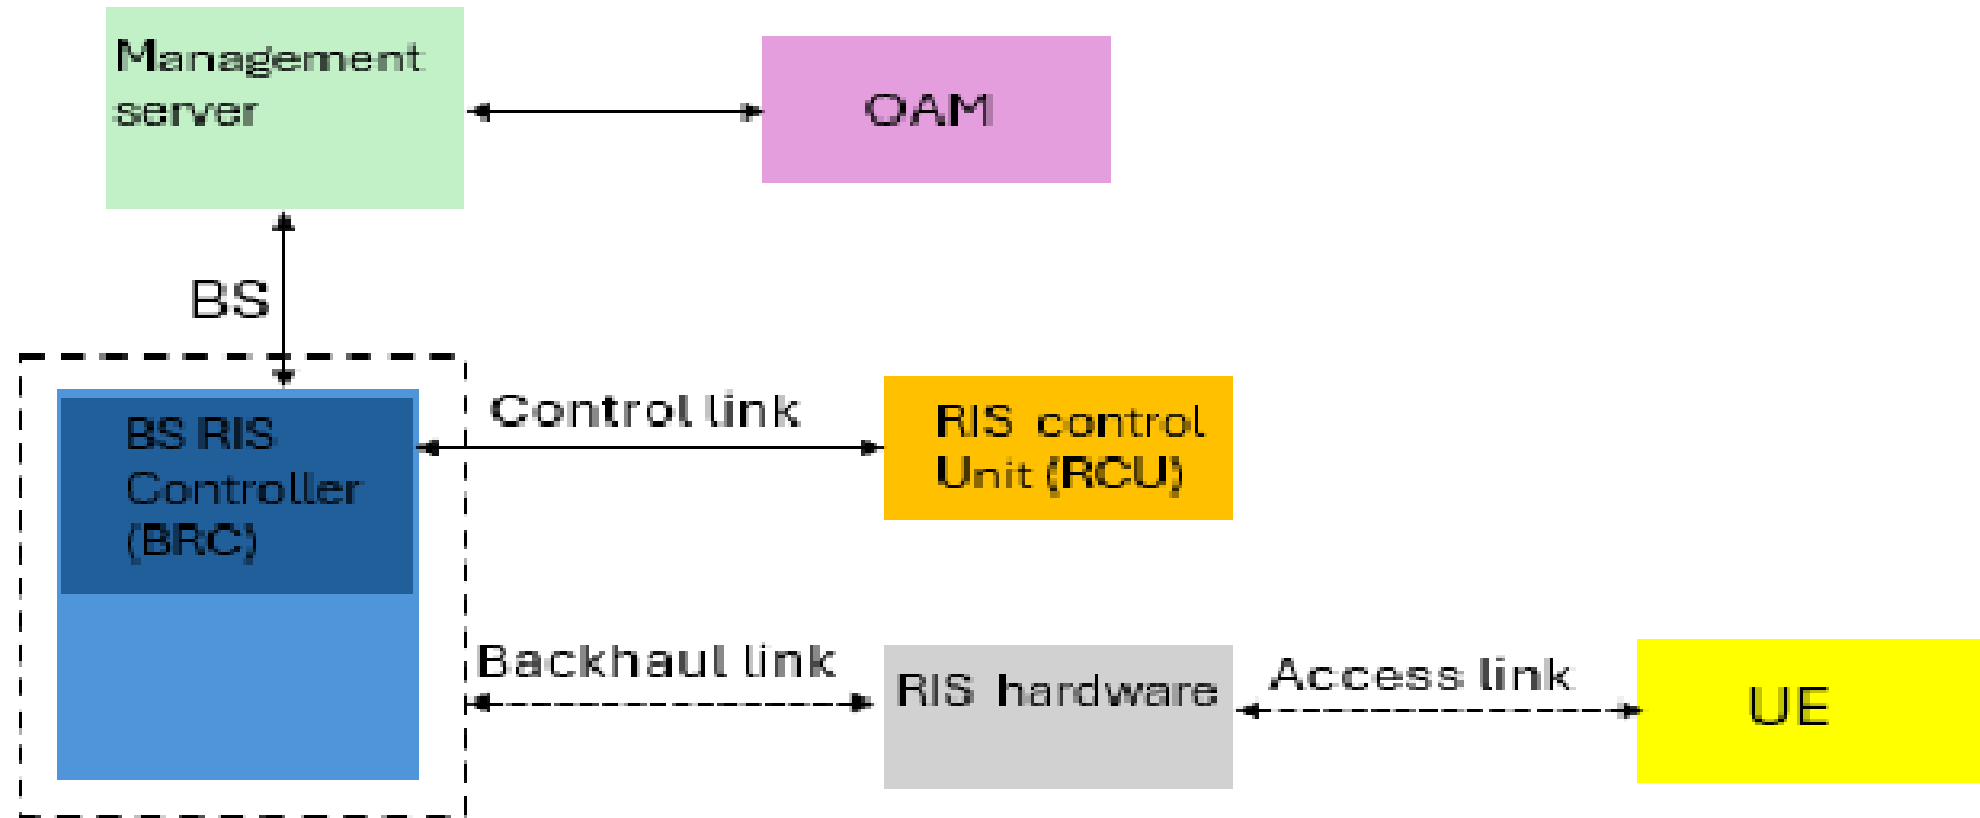 Management
server
OAM
BS
BS RIS
Controller
(BRC)
Control link
RIS control
Unit (RCU)
Backhaul link
RIS hardware
Access link
UE